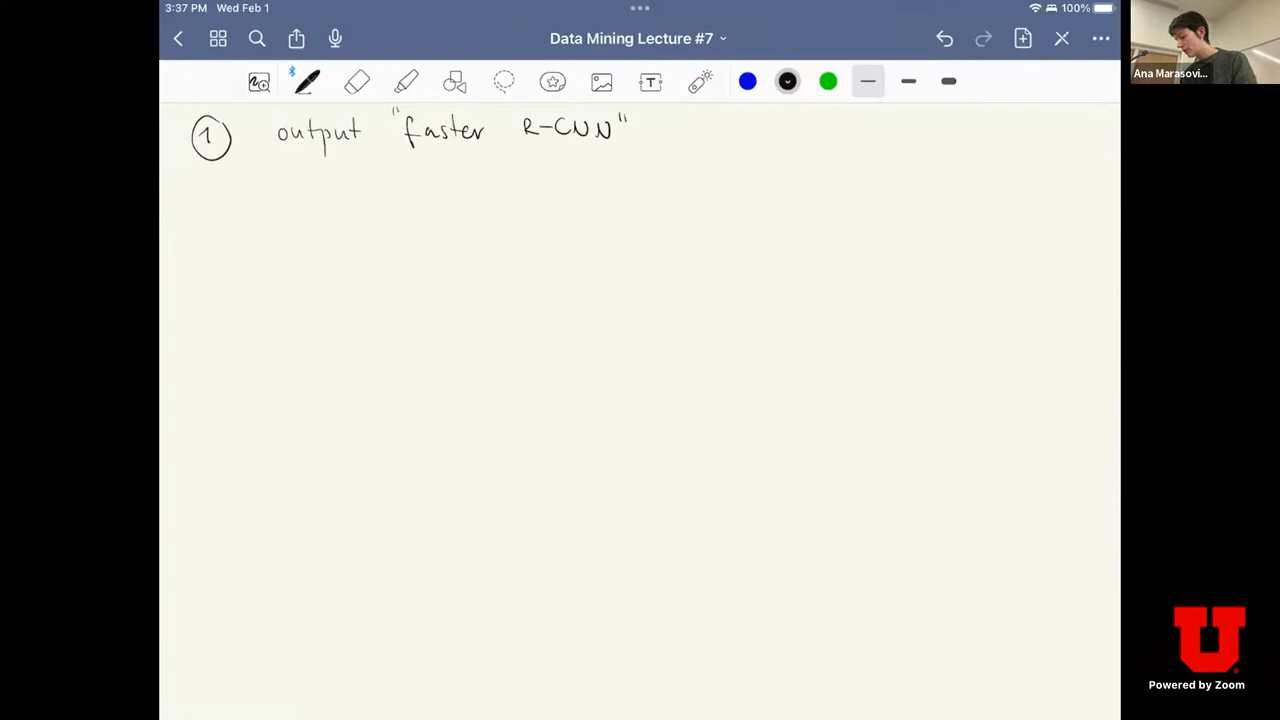 3:37 PM Wed Feb 1
100%
Data Mining Lecture #7
Ana Marasovi...
1 output "faster R-CNN"
U
Powered by Zoom